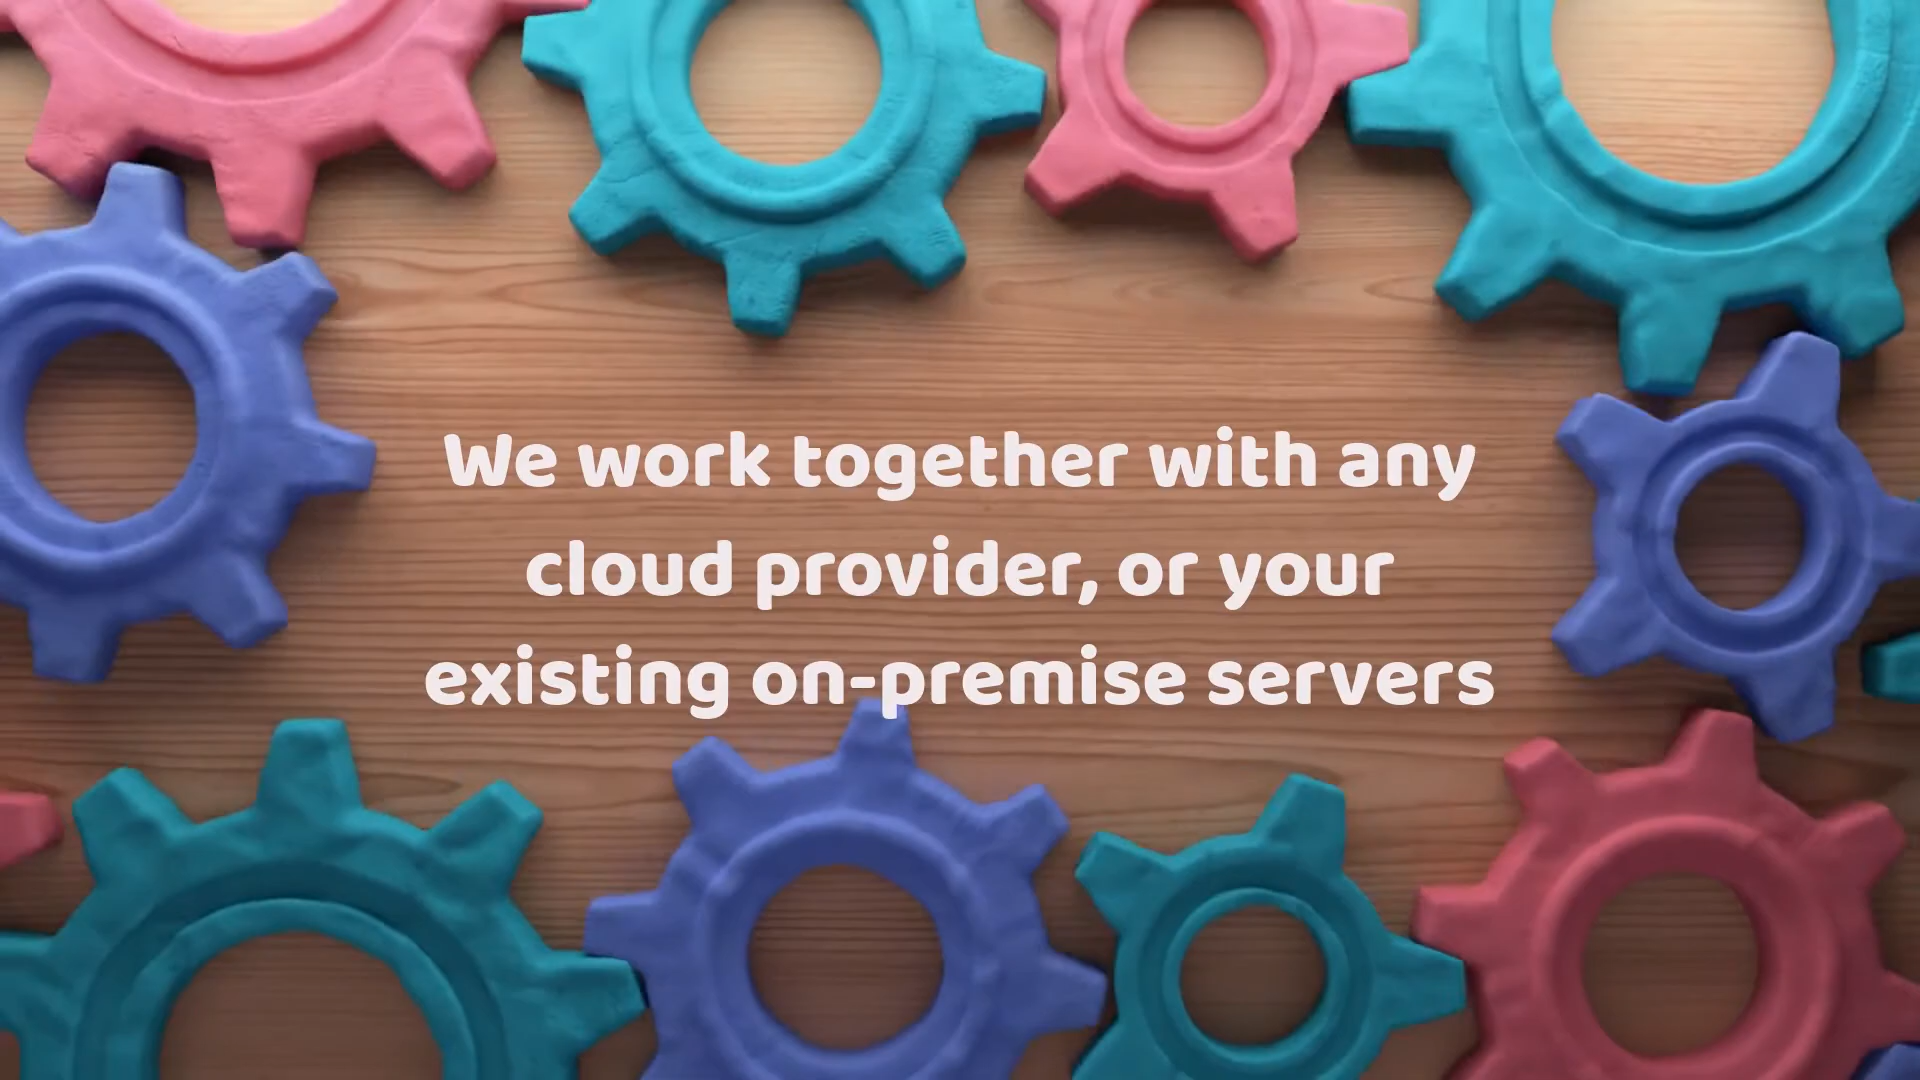 We work together with any
cloud provider, or your
existing on-premise servers